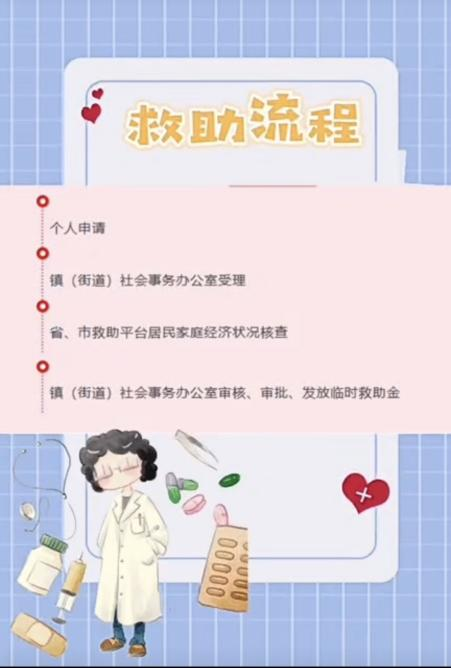 救助流程
个人申请
镇（街道）社会事务办公室受理
省、市救助平台居民家庭经济状况核查
镇（街道）社会事务办公室审核、审批、发放临时救助金